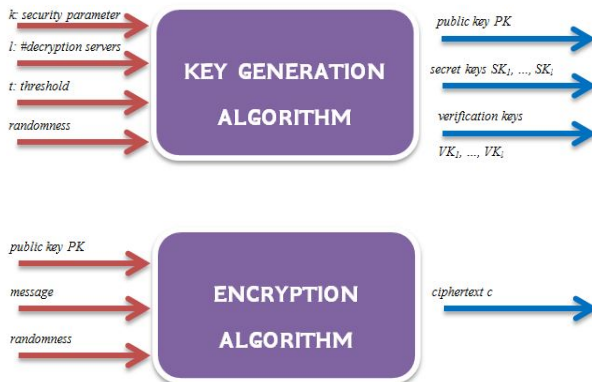 k: security parameter
l: #decryption servers
t: threshold
randomness
KEY GENERATION
ALGORITHM
public key PK
secret keys SK₁, ..., SKₗ
verification keys
VK₁, ..., VKₗ
public key PK
message
randomness
ENCRYPTION
ALGORITHM
ciphertext c